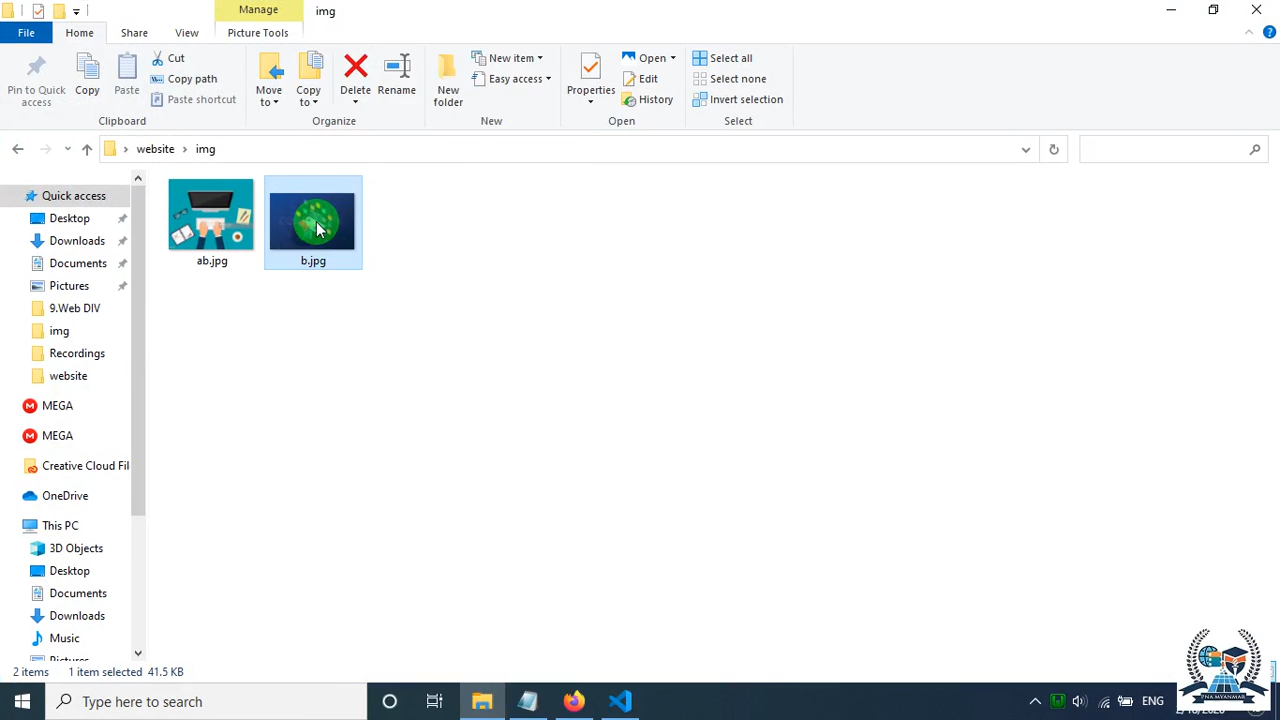 Manage
img
File
Home
Share
View
Picture Tools
Pin to Quick access
Copy
Paste
Cut
Copy path
Paste shortcut
Clipboard
Move to
Copy to
Delete
Rename
Organize
New folder
New item
Easy access
New
Properties
Open
Edit
History
Open
Select all
Select none
Invert selection
Select
website
img
Quick access
Desktop
Downloads
Documents
Pictures
9.Web DIV
img
Recordings
website
MEGA
MEGA
Creative Cloud Fil
OneDrive
This PC
3D Objects
Desktop
Documents
Downloads
Music
Pictures
ab.jpg
b.jpg
2 items
1 item selected 41.5 KB
Type here to search
ENG
PNA MYANMAR